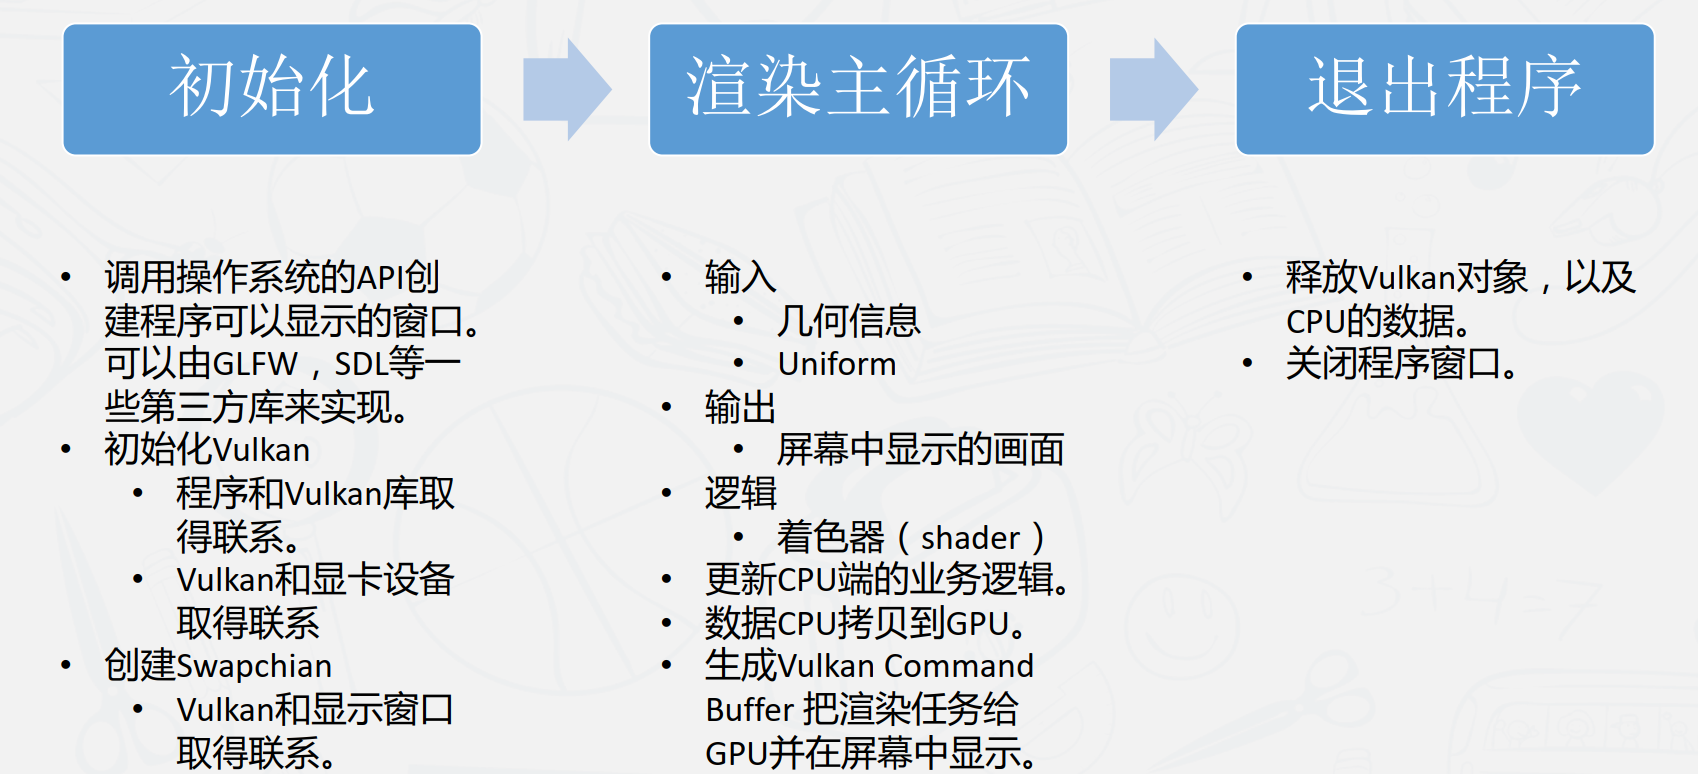 初始化
渲染主循环
退出程序
• 调用操作系统的API创
建程序可以显示的窗口。
可以由GLFW，SDL等一
些第三方库来实现。
• 初始化Vulkan
• 程序和Vulkan库取
得联系。
• Vulkan和显卡设备
取得联系
• 创建Swapchian
• Vulkan和显示窗口
取得联系。
• 输入
• 几何信息
• Uniform
• 输出
• 屏幕中显示的画面
• 逻辑
• 着色器（shader）
• 更新CPU端的业务逻辑。
• 数据CPU拷贝到GPU。
• 生成Vulkan Command
Buffer 把渲染任务给
GPU并在屏幕中显示。
• 释放Vulkan对象，以及
CPU的数据。
• 关闭程序窗口。
3+4=7